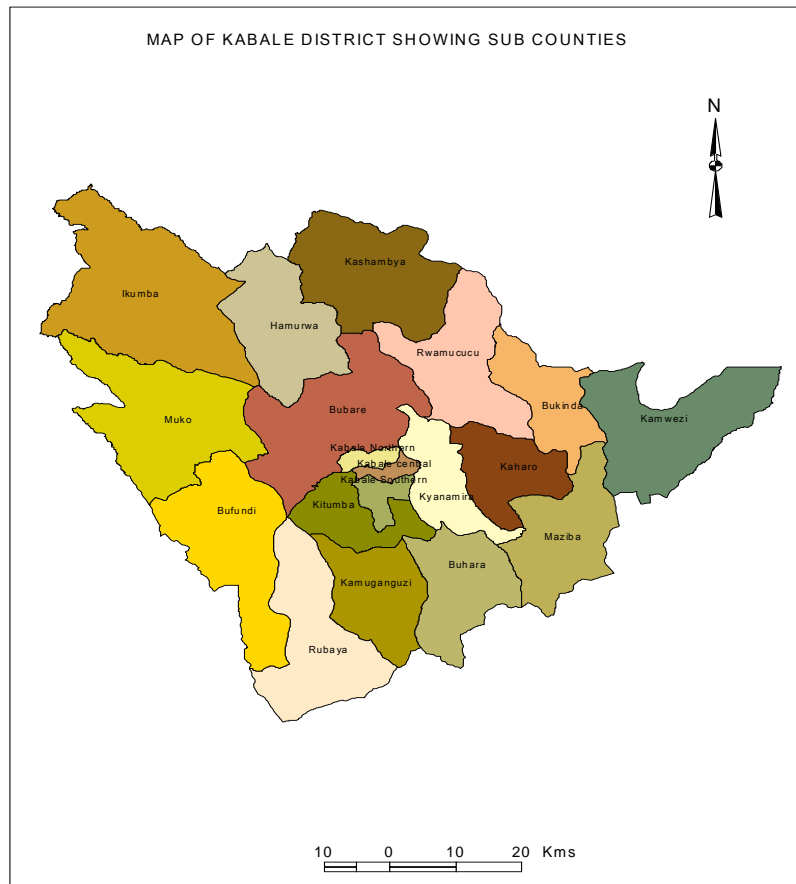 MAP OF KABALE DISTRICT SHOWING SUB COUNTIES
N
Kashambya
Ikumba
Hamurwa
Rwamucucu
Bubare
Bukinda
Kamwezi
Muko
Kabale Northern
Kabale central
Kaharo
Kabale Southern
Kyanamira
Kitumba
Bufundi
Maziba
Buhara
Kamuganguzi
Rubaya
10 0 10 20 Kms